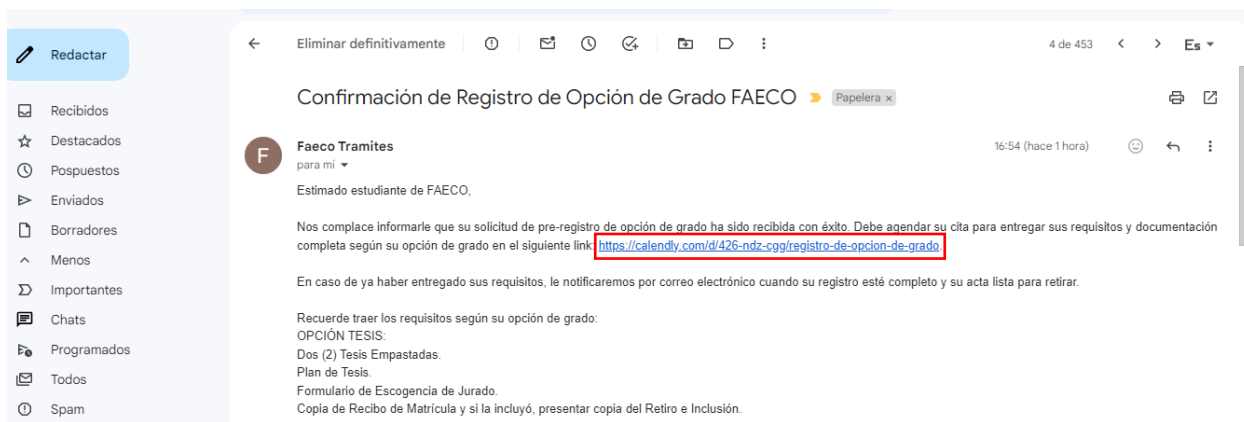 Redactar
Eliminar definitivamente
4 de 453
Es
Confirmación de Registro de Opción de Grado FAECO
Papelera x
Recibidos
Destacados
Pospuestos
Enviados
Borradores
Menos
Importantes
Chats
Programados
Todos
Spam
F
Faeco Tramites
16:54 (hace 1 hora)
para mí
Estimado estudiante de FAECO,
Nos complace informarle que su solicitud de pre-registro de opción de grado ha sido recibida con éxito. Debe agendar su cita para entregar sus requisitos y documentación
completa según su opción de grado en el siguiente link: https://calendly.com/d/426-ndz-cgg/registro-de-opcion-de-grado.
En caso de ya haber entregado sus requisitos, le notificaremos por correo electrónico cuando su registro esté completo y su acta lista para retirar.
Recuerde traer los requisitos según su opción de grado:
OPCIÓN TESIS:
Dos (2) Tesis Empastadas.
Plan de Tesis.
Formulario de Escogencia de Jurado.
Copia de Recibo de Matrícula y si la incluyó, presentar copia del Retiro e Inclusión.